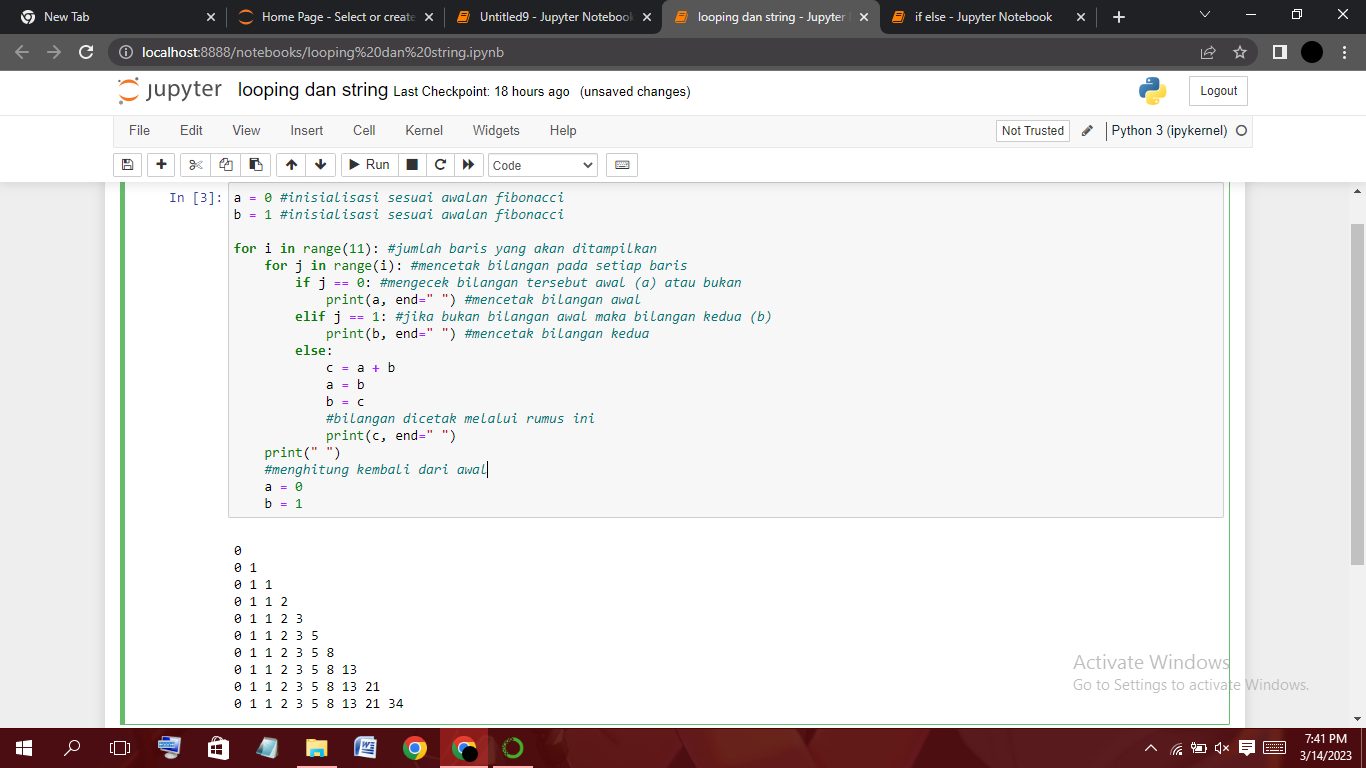 New Tab
Home Page - Select or create
Untitled9 - Jupyter Notebook
looping dan string - Jupyter
if else - Jupyter Notebook
localhost:8888/notebooks/looping%20dan%20string.ipynb
jupyter looping dan string Last Checkpoint: 18 hours ago (unsaved changes)
Logout
File Edit View Insert Cell Kernel Widgets Help
Not Trusted
Python 3 (ipykernel)
Run
Code
In [3]: a = 0 #inisialisasi sesuai awalan fibonacci
b = 1 #inisialisasi sesuai awalan fibonacci
for i in range(11): #jumlah baris yang akan ditampilkan
    for j in range(i): #mencetak bilangan pada setiap baris
        if j == 0: #mengecek bilangan tersebut awal (a) atau bukan
            print(a, end=" ") #mencetak bilangan awal
        elif j == 1: #jika bukan bilangan awal maka bilangan kedua (b)
            print(b, end=" ") #mencetak bilangan kedua
        else:
            c = a + b
            a = b
            b = c
            #bilangan dicetak melalui rumus ini
            print(c, end=" ")
    print(" ")
    #menghitung kembali dari awal
    a = 0
    b = 1
0
0 1
0 1 1
0 1 1 2
0 1 1 2 3
0 1 1 2 3 5
0 1 1 2 3 5 8
0 1 1 2 3 5 8 13
0 1 1 2 3 5 8 13 21
0 1 1 2 3 5 8 13 21 34
Activate Windows
Go to Settings to activate Windows.
7:41 PM
3/14/2023